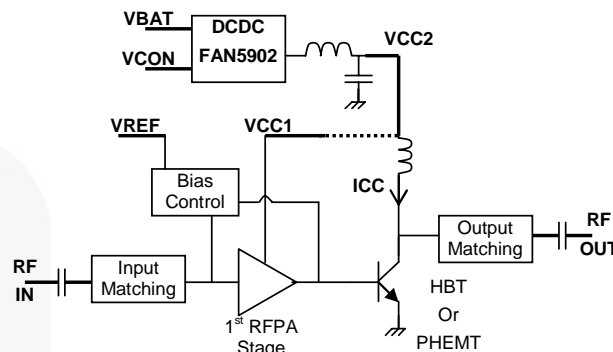 VBAT
DCDC
FAN5902
VCON
VCC2
VREF
VCC1
Bias
Control
ICC
RF
IN
Input
Matching
1st RFPA
Stage
Output
Matching
RF
OUT
HBT
Or
PHEMT